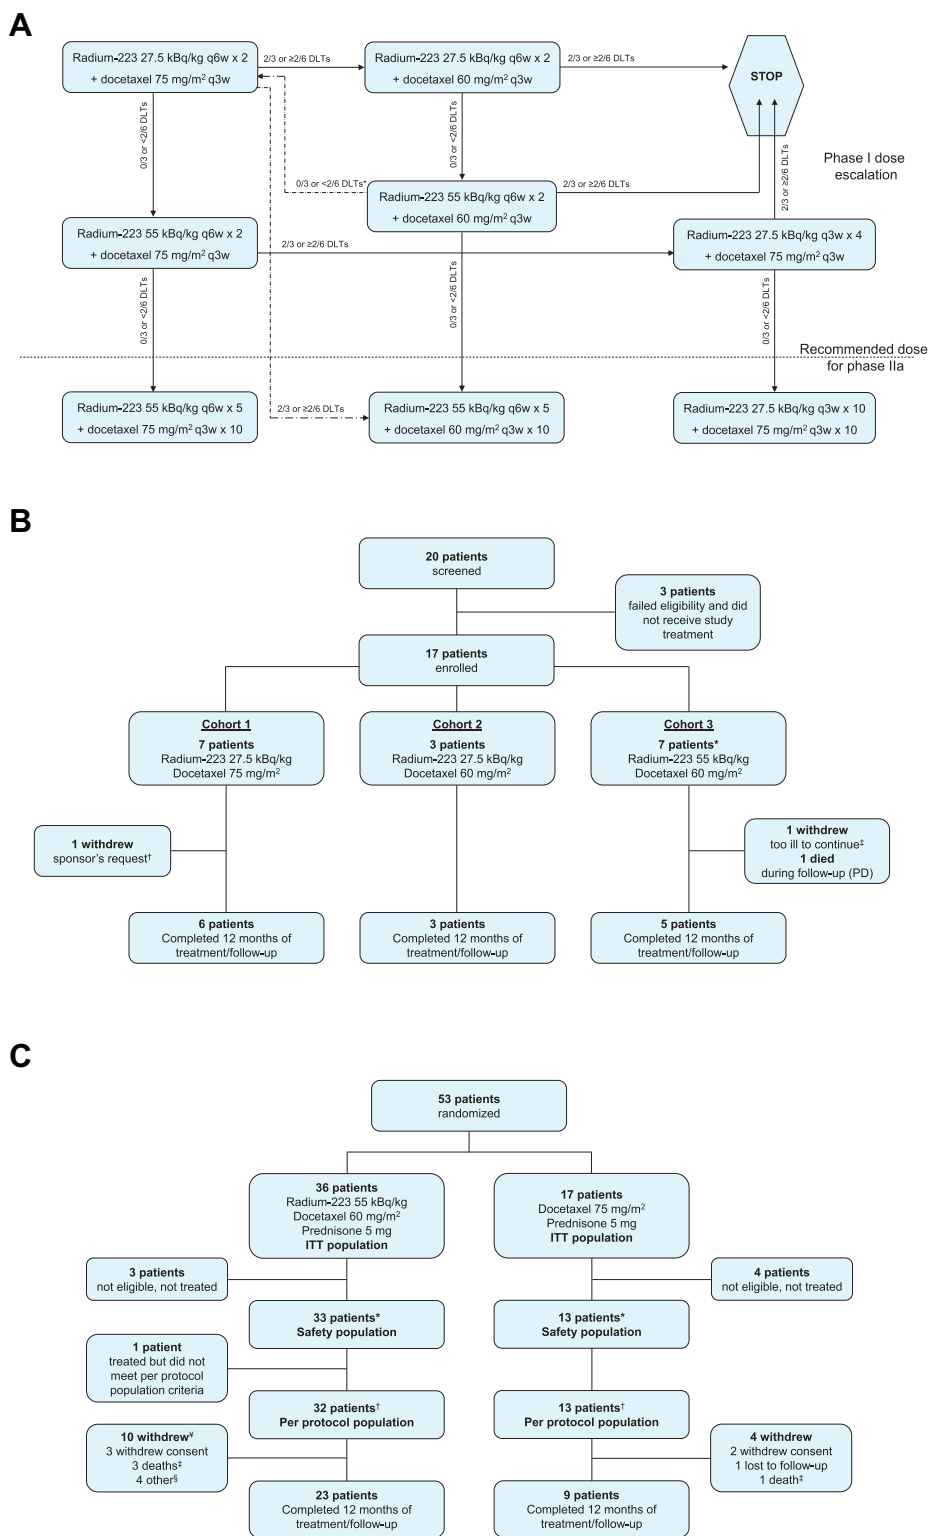 A
Radium-223 27.5 kBq/kg q6w x 2
+ docetaxel 75 mg/m² q3w
2/3 or ≥2/6 DLTs
Radium-223 27.5 kBq/kg q6w x 2
+ docetaxel 60 mg/m² q3w
2/3 or ≥2/6 DLTs
STOP
0/3 or <2/6 DLTs
0/3 or <2/6 DLTs
Phase I dose
escalation
0/3 or <2/6 DLTs*
Radium-223 55 kBq/kg q6w x 2
+ docetaxel 60 mg/m² q3w
2/3 or ≥2/6 DLTs
2/3 or ≥2/6 DLTs
Radium-223 55 kBq/kg q6w x 2
+ docetaxel 75 mg/m² q3w
2/3 or ≥2/6 DLTs
Radium-223 27.5 kBq/kg q3w x 4
+ docetaxel 75 mg/m² q3w
0/3 or <2/6 DLTs
0/3 or <2/6 DLTs
0/3 or <2/6 DLTs
Recommended dose
for phase IIa
Radium-223 55 kBq/kg q6w x 5
+ docetaxel 75 mg/m² q3w x 10
2/3 or ≥2/6 DLTs
Radium-223 55 kBq/kg q6w x 5
+ docetaxel 60 mg/m² q3w x 10
Radium-223 27.5 kBq/kg q3w x 10
+ docetaxel 75 mg/m² q3w x 10
B
20 patients
screened
3 patients
failed eligibility and did
not receive study
treatment
17 patients
enrolled
Cohort 1
7 patients
Radium-223 27.5 kBq/kg
Docetaxel 75 mg/m²
Cohort 2
3 patients
Radium-223 27.5 kBq/kg
Docetaxel 60 mg/m²
Cohort 3
7 patients*
Radium-223 55 kBq/kg
Docetaxel 60 mg/m²
1 withdrew
sponsor's request†
1 withdrew
too ill to continue‡
1 died
during follow-up (PD)
6 patients
Completed 12 months of
treatment/follow-up
3 patients
Completed 12 months of
treatment/follow-up
5 patients
Completed 12 months of
treatment/follow-up
C
53 patients
randomized
36 patients
Radium-223 55 kBq/kg
Docetaxel 60 mg/m²
Prednisone 5 mg
ITT population
17 patients
Docetaxel 75 mg/m²
Prednisone 5 mg
ITT population
3 patients
not eligible, not treated
4 patients
not eligible, not treated
33 patients*
Safety population
13 patients*
Safety population
1 patient
treated but did not
meet per protocol
population criteria
32 patients†
Per protocol population
13 patients†
Per protocol population
10 withdrew¥
3 withdrew consent
3 deaths‡
4 other§
4 withdrew
2 withdrew consent
1 lost to follow-up
1 death‡
23 patients
Completed 12 months of
treatment/follow-up
9 patients
Completed 12 months of
treatment/follow-up